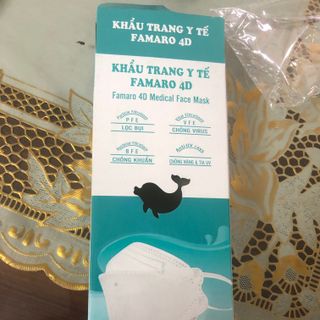 KHẨU TRANG Y TẾ
FAMARO 4D
KHẨU TRANG Y TẾ
FAMARO 4D
Famaro 4D Medical Face Mask
PFE
LỌC BỤI
VFE
CHỐNG VIRUS
BFE
CHỐNG KHUẨN
CHỐNG NẮNG & TIA UV